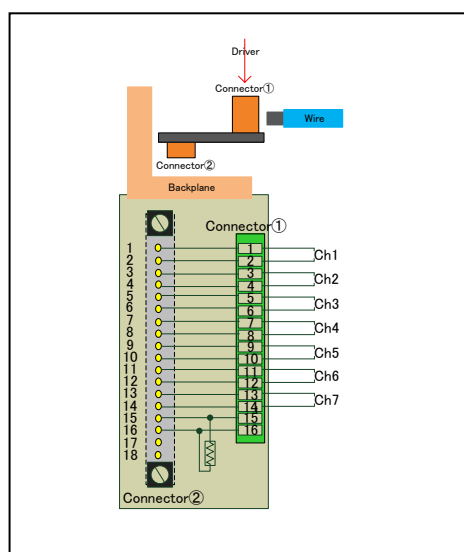 Driver
Connector①
Wire
Connector②
Backplane
Connector①
1 1 Ch1
2 2
3 3 Ch2
4 4
5 5 Ch3
6 6
7 7 Ch4
8 8
9 9 Ch5
10 10
11 11 Ch6
12 12
13 13 Ch7
14 14
15 15
16 16
17
18
Connector②